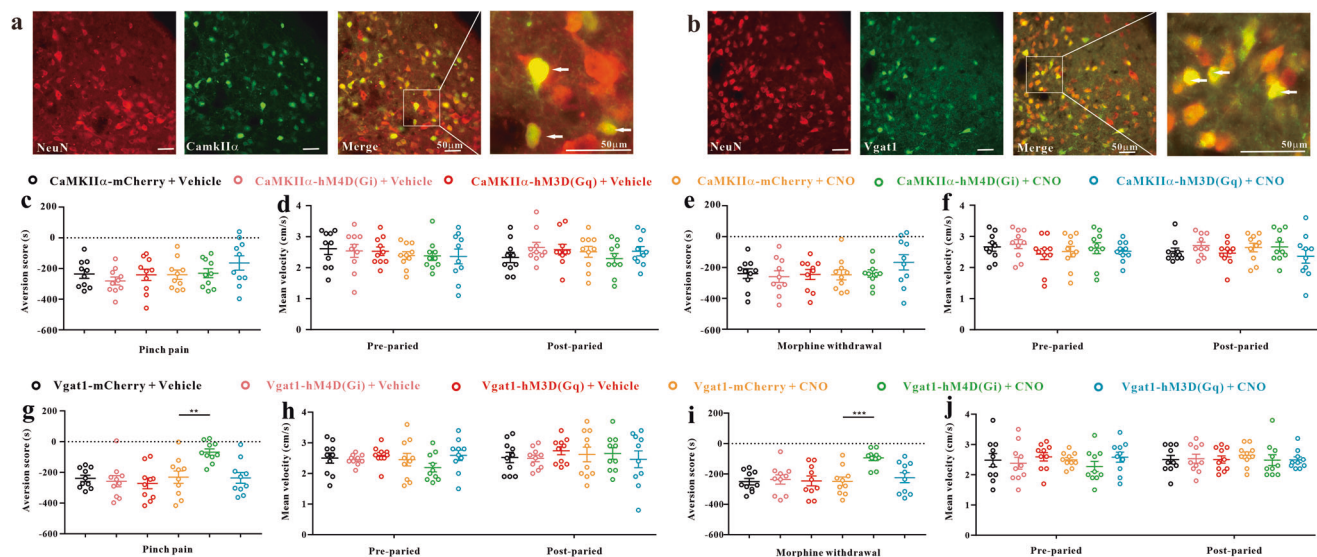 a
b
NeuN
CamkIIα
Merge
50μm
50μm
NeuN
Vgat1
Merge
50μm
50μm
CaMKIIα-mCherry + Vehicle
CaMKIIα-hM4D(Gi) + Vehicle
CaMKIIα-hM3D(Gq) + Vehicle
CaMKIIα-mCherry + CNO
CaMKIIα-hM4D(Gi) + CNO
CaMKIIα-hM3D(Gq) + CNO
c
Aversion score (s)
200
0
-200
-400
-600
Pinch pain
d
Mean velocity (cm/s)
4
3
2
1
0
Pre-paried
Post-paried
e
Aversion score (s)
200
0
-200
-400
-600
Morphine withdrawal
f
Mean velocity (cm/s)
4
3
2
1
0
Pre-paried
Post-paried
Vgat1-mCherry + Vehicle
Vgat1-hM4D(Gi) + Vehicle
Vgat1-hM3D(Gq) + Vehicle
Vgat1-mCherry + CNO
Vgat1-hM4D(Gi) + CNO
Vgat1-hM3D(Gq) + CNO
g
Aversion score (s)
200
0
-200
-400
-600
**
Pinch pain
h
Mean velocity (cm/s)
4
3
2
1
0
Pre-paried
Post-paried
i
Aversion score (s)
200
0
-200
-400
-600
***
Morphine withdrawal
j
Mean velocity (cm/s)
4
3
2
1
0
Pre-paried
Post-paried